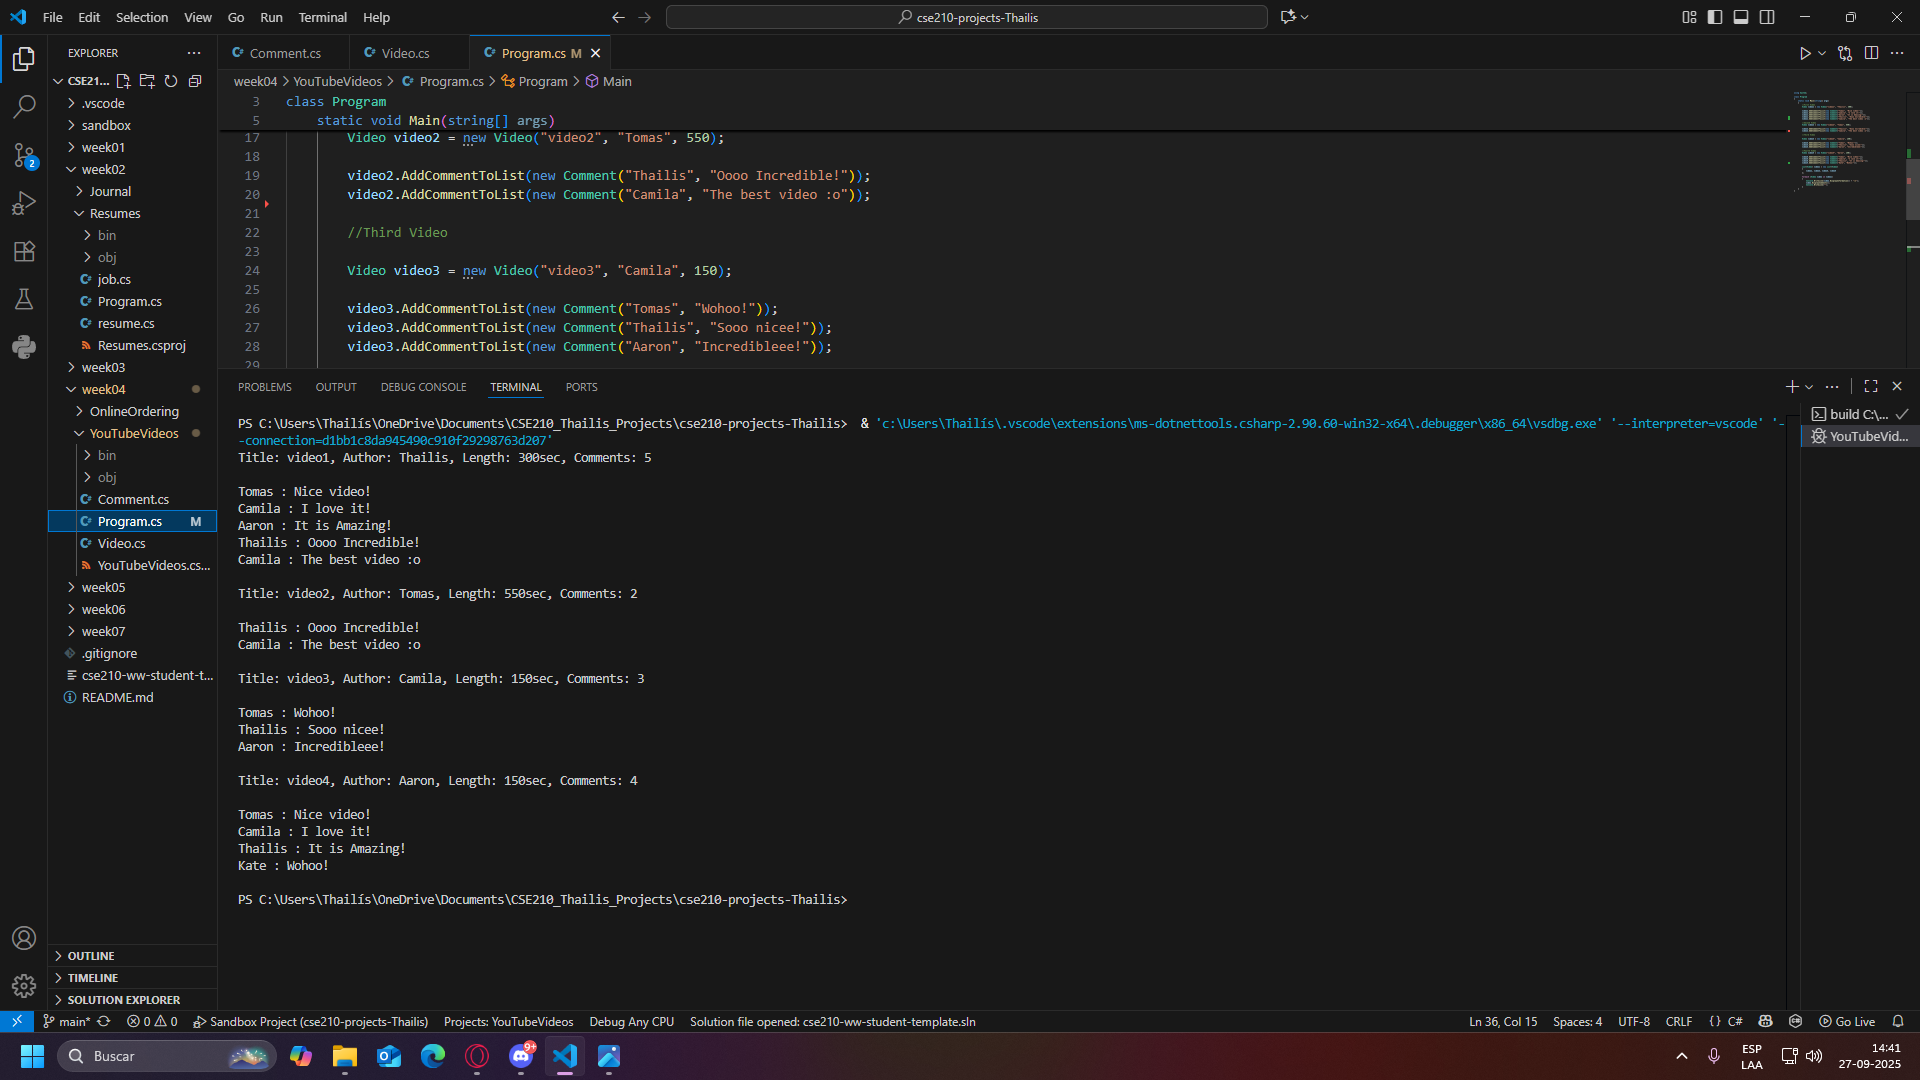 File Edit Selection View Go Run Terminal Help
cse210-projects-Thailis
EXPLORER
CSE21...
.vscode
sandbox
week01
week02
Journal
Resumes
bin
obj
job.cs
Program.cs
resume.cs
Resumes.csproj
week03
week04
OnlineOrdering
YouTubeVideos
bin
obj
Comment.cs
Program.cs M
Video.cs
YouTubeVideos.cs...
week05
week06
week07
.gitignore
cse210-ww-student-t...
README.md
OUTLINE
TIMELINE
SOLUTION EXPLORER
2
Comment.cs Video.cs Program.cs M
week04 > YouTubeVideos > Program.cs > Program > Main
3 class Program
5 static void Main(string[] args)
17 Video video2 = new Video("video2", "Tomas", 550);
18
19 video2.AddCommentToList(new Comment("Thailis", "Oooo Incredible!"));
20 video2.AddCommentToList(new Comment("Camila", "The best video :o"));
21
22 //Third Video
23
24 Video video3 = new Video("video3", "Camila", 150);
25
26 video3.AddCommentToList(new Comment("Tomas", "Wohoo!"));
27 video3.AddCommentToList(new Comment("Thailis", "Sooo nicee!"));
28 video3.AddCommentToList(new Comment("Aaron", "Incredibleee!"));
29
PROBLEMS OUTPUT DEBUG CONSOLE TERMINAL PORTS
build C:\...
YouTubeVid...
PS C:\Users\Thailís\OneDrive\Documents\CSE210_Thailis_Projects\cse210-projects-Thailis>  & 'c:\Users\Thailís\.vscode\extensions\ms-dotnettools.csharp-2.90.60-win32-x64\.debugger\x86_64\vsdbg.exe' '--interpreter=vscode' '-
-connection=d1bb1c8da945490c910f29298763d207'
Title: video1, Author: Thailis, Length: 300sec, Comments: 5
Tomas : Nice video!
Camila : I love it!
Aaron : It is Amazing!
Thailis : Oooo Incredible!
Camila : The best video :o
Title: video2, Author: Tomas, Length: 550sec, Comments: 2
Thailis : Oooo Incredible!
Camila : The best video :o
Title: video3, Author: Camila, Length: 150sec, Comments: 3
Tomas : Wohoo!
Thailis : Sooo nicee!
Aaron : Incredibleee!
Title: video4, Author: Aaron, Length: 150sec, Comments: 4
Tomas : Nice video!
Camila : I love it!
Thailis : It is Amazing!
Kate : Wohoo!
PS C:\Users\Thailís\OneDrive\Documents\CSE210_Thailis_Projects\cse210-projects-Thailis>
main* 0 0 Sandbox Project (cse210-projects-Thailis) Projects: YouTubeVideos Debug Any CPU Solution file opened: cse210-ww-student-template.sln Ln 36, Col 15 Spaces: 4 UTF-8 CRLF {} C# Go Live
Buscar
9+
ESP
LAA
14:41
27-09-2025